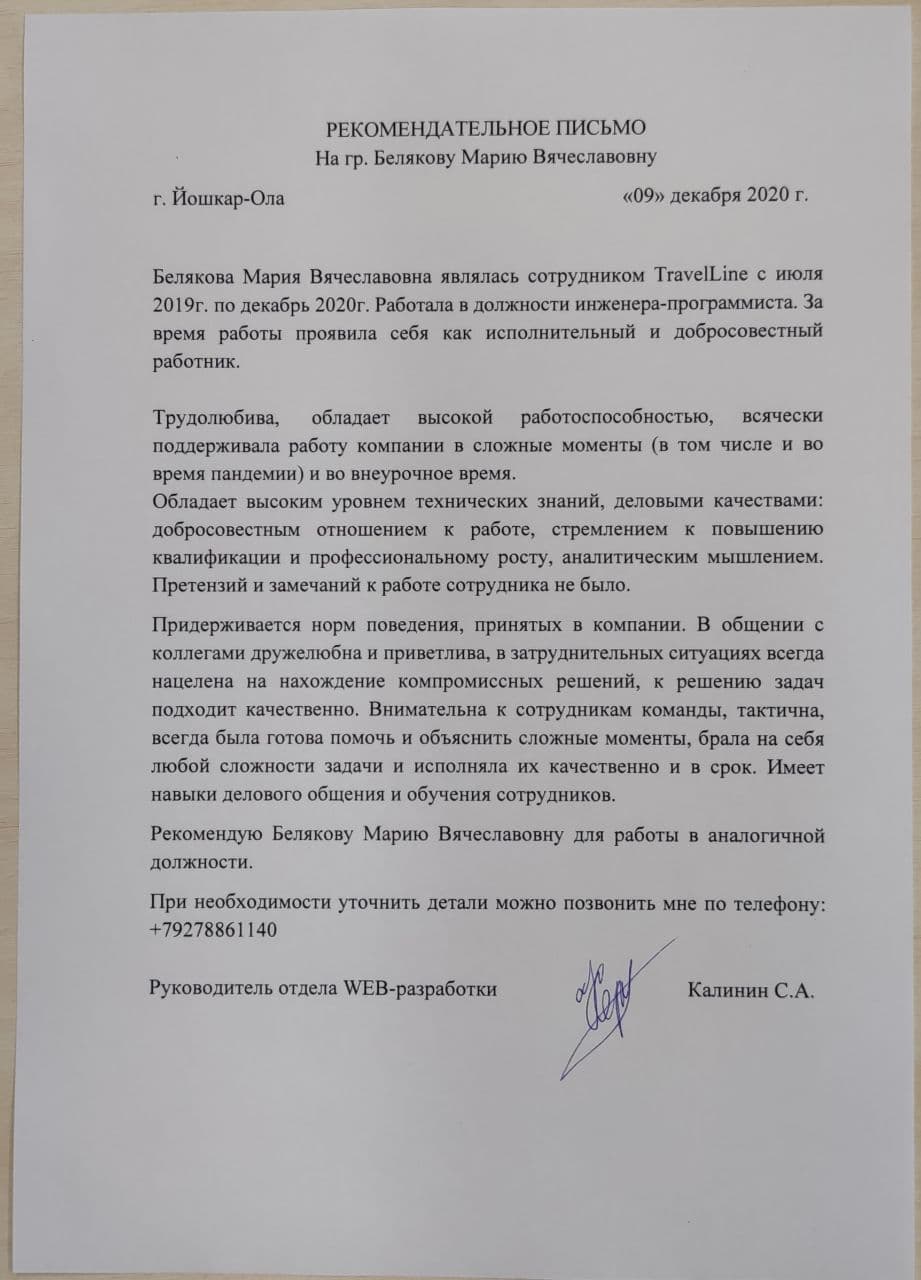 РЕКОМЕНДАТЕЛЬНОЕ ПИСЬМО
На гр. Белякову Марию Вячеславовну
г. Йошкар-Ола «09» декабря 2020 г.
Белякова Мария Вячеславовна являлась сотрудником TravelLine с июля
2019г. по декабрь 2020г. Работала в должности инженера-программиста. За
время работы проявила себя как исполнительный и добросовестный
работник.
Трудолюбива, обладает высокой работоспособностью, всячески
поддерживала работу компании в сложные моменты (в том числе и во
время пандемии) и во внеурочное время.
Обладает высоким уровнем технических знаний, деловыми качествами:
добросовестным отношением к работе, стремлением к повышению
квалификации и профессиональному росту, аналитическим мышлением.
Претензий и замечаний к работе сотрудника не было.
Придерживается норм поведения, принятых в компании. В общении с
коллегами дружелюбна и приветлива, в затруднительных ситуациях всегда
нацелена на нахождение компромиссных решений, к решению задач
подходит качественно. Внимательна к сотрудникам команды, тактична,
всегда была готова помочь и объяснить сложные моменты, брала на себя
любой сложности задачи и исполняла их качественно и в срок. Имеет
навыки делового общения и обучения сотрудников.
Рекомендую Белякову Марию Вячеславовну для работы в аналогичной
должности.
При необходимости уточнить детали можно позвонить мне по телефону:
+79278861140
Руководитель отдела WEB-разработки Калинин С.А.